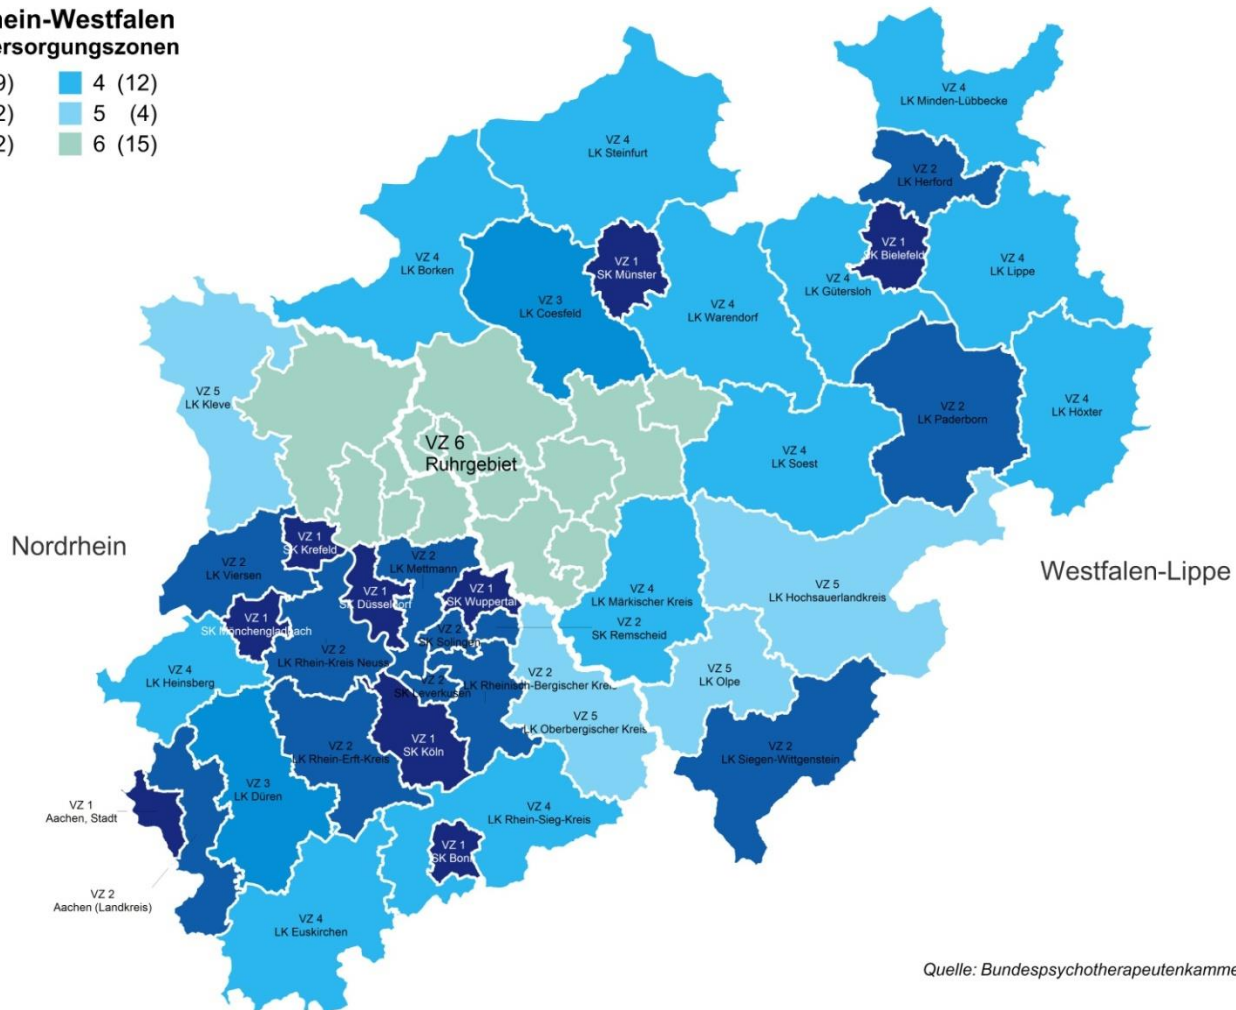 hein-Westfalen
ersorgungszonen
9)
2)
2)
4 (12)
5 (4)
6 (15)
VZ 4
LK Minden-Lübbecke
VZ 4
LK Steinfurt
VZ 2
LK Herford
VZ 1
SK Bielefeld
VZ 4
LK Lippe
VZ 4
LK Borken
VZ 1
SK Münster
VZ 4
LK Gütersloh
VZ 3
LK Coesfeld
VZ 4
LK Warendorf
VZ 5
LK Kleve
VZ 2
LK Paderborn
VZ 4
LK Höxter
VZ 6
Ruhrgebiet
VZ 4
LK Soest
Nordrhein
VZ 1
SK Krefeld
VZ 2
LK Viersen
VZ 2
LK Mettmann
Westfalen-Lippe
VZ 1
SK Düsseldorf
VZ 1
SK Wuppertal
VZ 4
LK Märkischer Kreis
VZ 5
LK Hochsauerlandkreis
VZ 1
SK Mönchengladbach
VZ 2
SK Solingen
VZ 2
SK Remscheid
VZ 2
LK Rhein-Kreis Neuss
VZ 4
LK Heinsberg
VZ 2
SK Leverkusen
VZ 2
LK Rheinisch-Bergischer Kreis
VZ 5
LK Olpe
VZ 5
LK Oberbergischer Kreis
VZ 1
SK Köln
VZ 2
LK Rhein-Erft-Kreis
VZ 2
LK Siegen-Wittgenstein
VZ 3
LK Düren
VZ 1
Aachen, Stadt
VZ 4
LK Rhein-Sieg-Kreis
VZ 1
SK Bonn
VZ 2
Aachen (Landkreis)
VZ 4
LK Euskirchen
Quelle: Bundespsychotherapeutenkamme